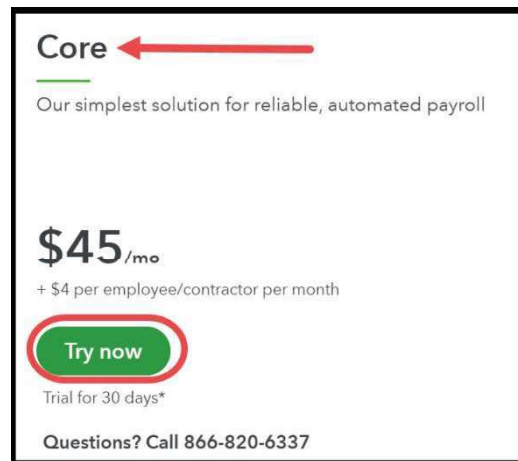 Core
Our simplest solution for reliable, automated payroll
$45/mo
+ $4 per employee/contractor per month
Try now
Trial for 30 days*
Questions? Call 866-820-6337